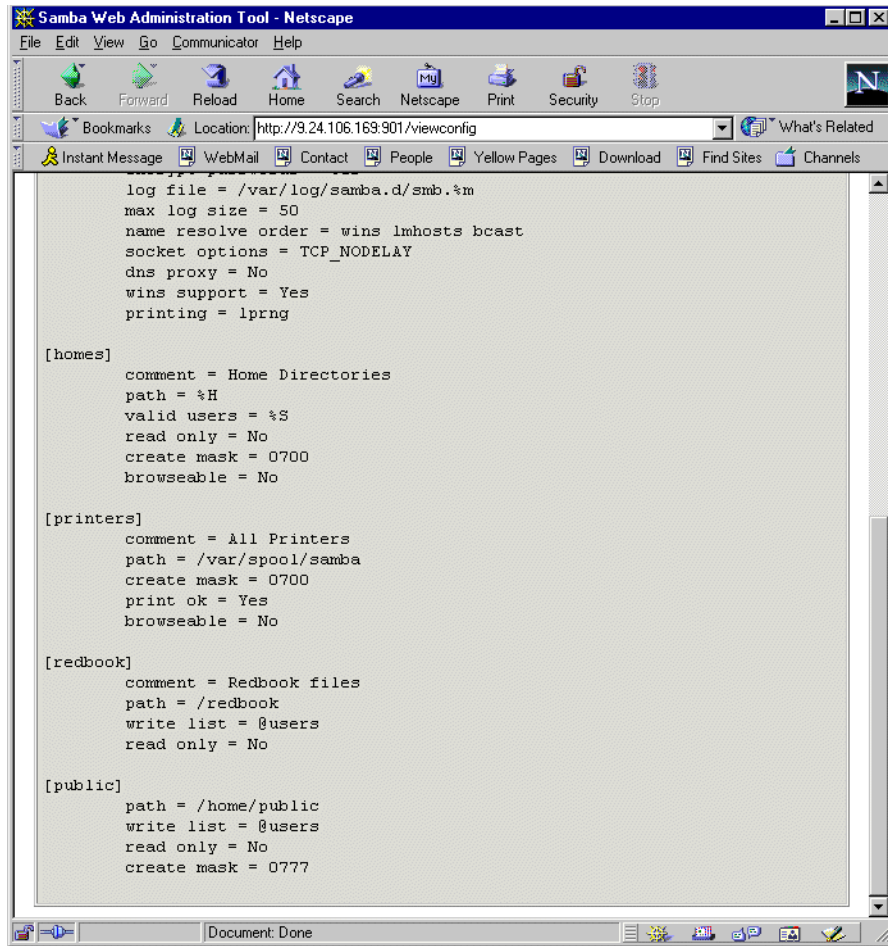 Samba Web Administration Tool - Netscape
File Edit View Go Communicator Help
My
N
Back Forward Reload Home Search Netscape Print Security Stop
Bookmarks Location: http://9.24.106.169:901/viewconfig What's Related
Instant Message WebMail Contact People Yellow Pages Download Find Sites Channels
log file = /var/log/samba.d/smb.%m
max log size = 50
name resolve order = wins lmhosts bcast
socket options = TCP_NODELAY
dns proxy = No
wins support = Yes
printing = lprng
[homes]
comment = Home Directories
path = %H
valid users = %S
read only = No
create mask = 0700
browseable = No
[printers]
comment = All Printers
path = /var/spool/samba
create mask = 0700
print ok = Yes
browseable = No
[redbook]
comment = Redbook files
path = /redbook
write list = @users
read only = No
[public]
path = /home/public
write list = @users
read only = No
create mask = 0777
Document: Done